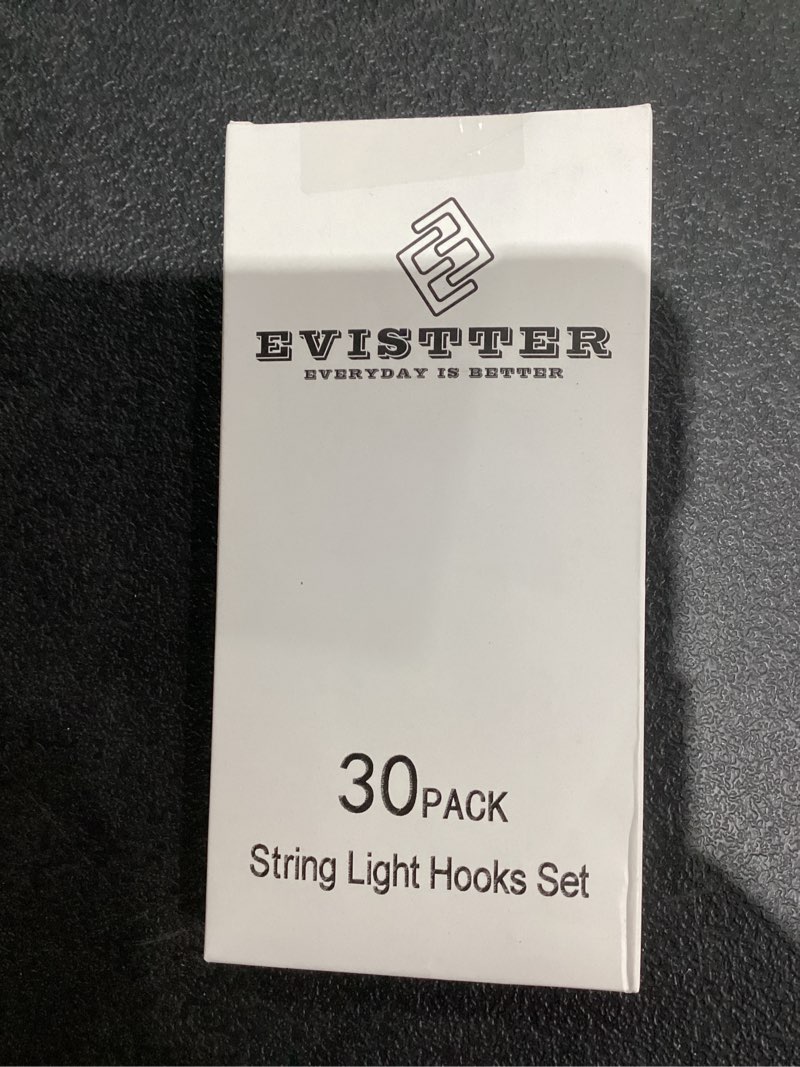 EVISTTER
EVERYDAY IS BETTER
30PACK
String Light Hooks Set